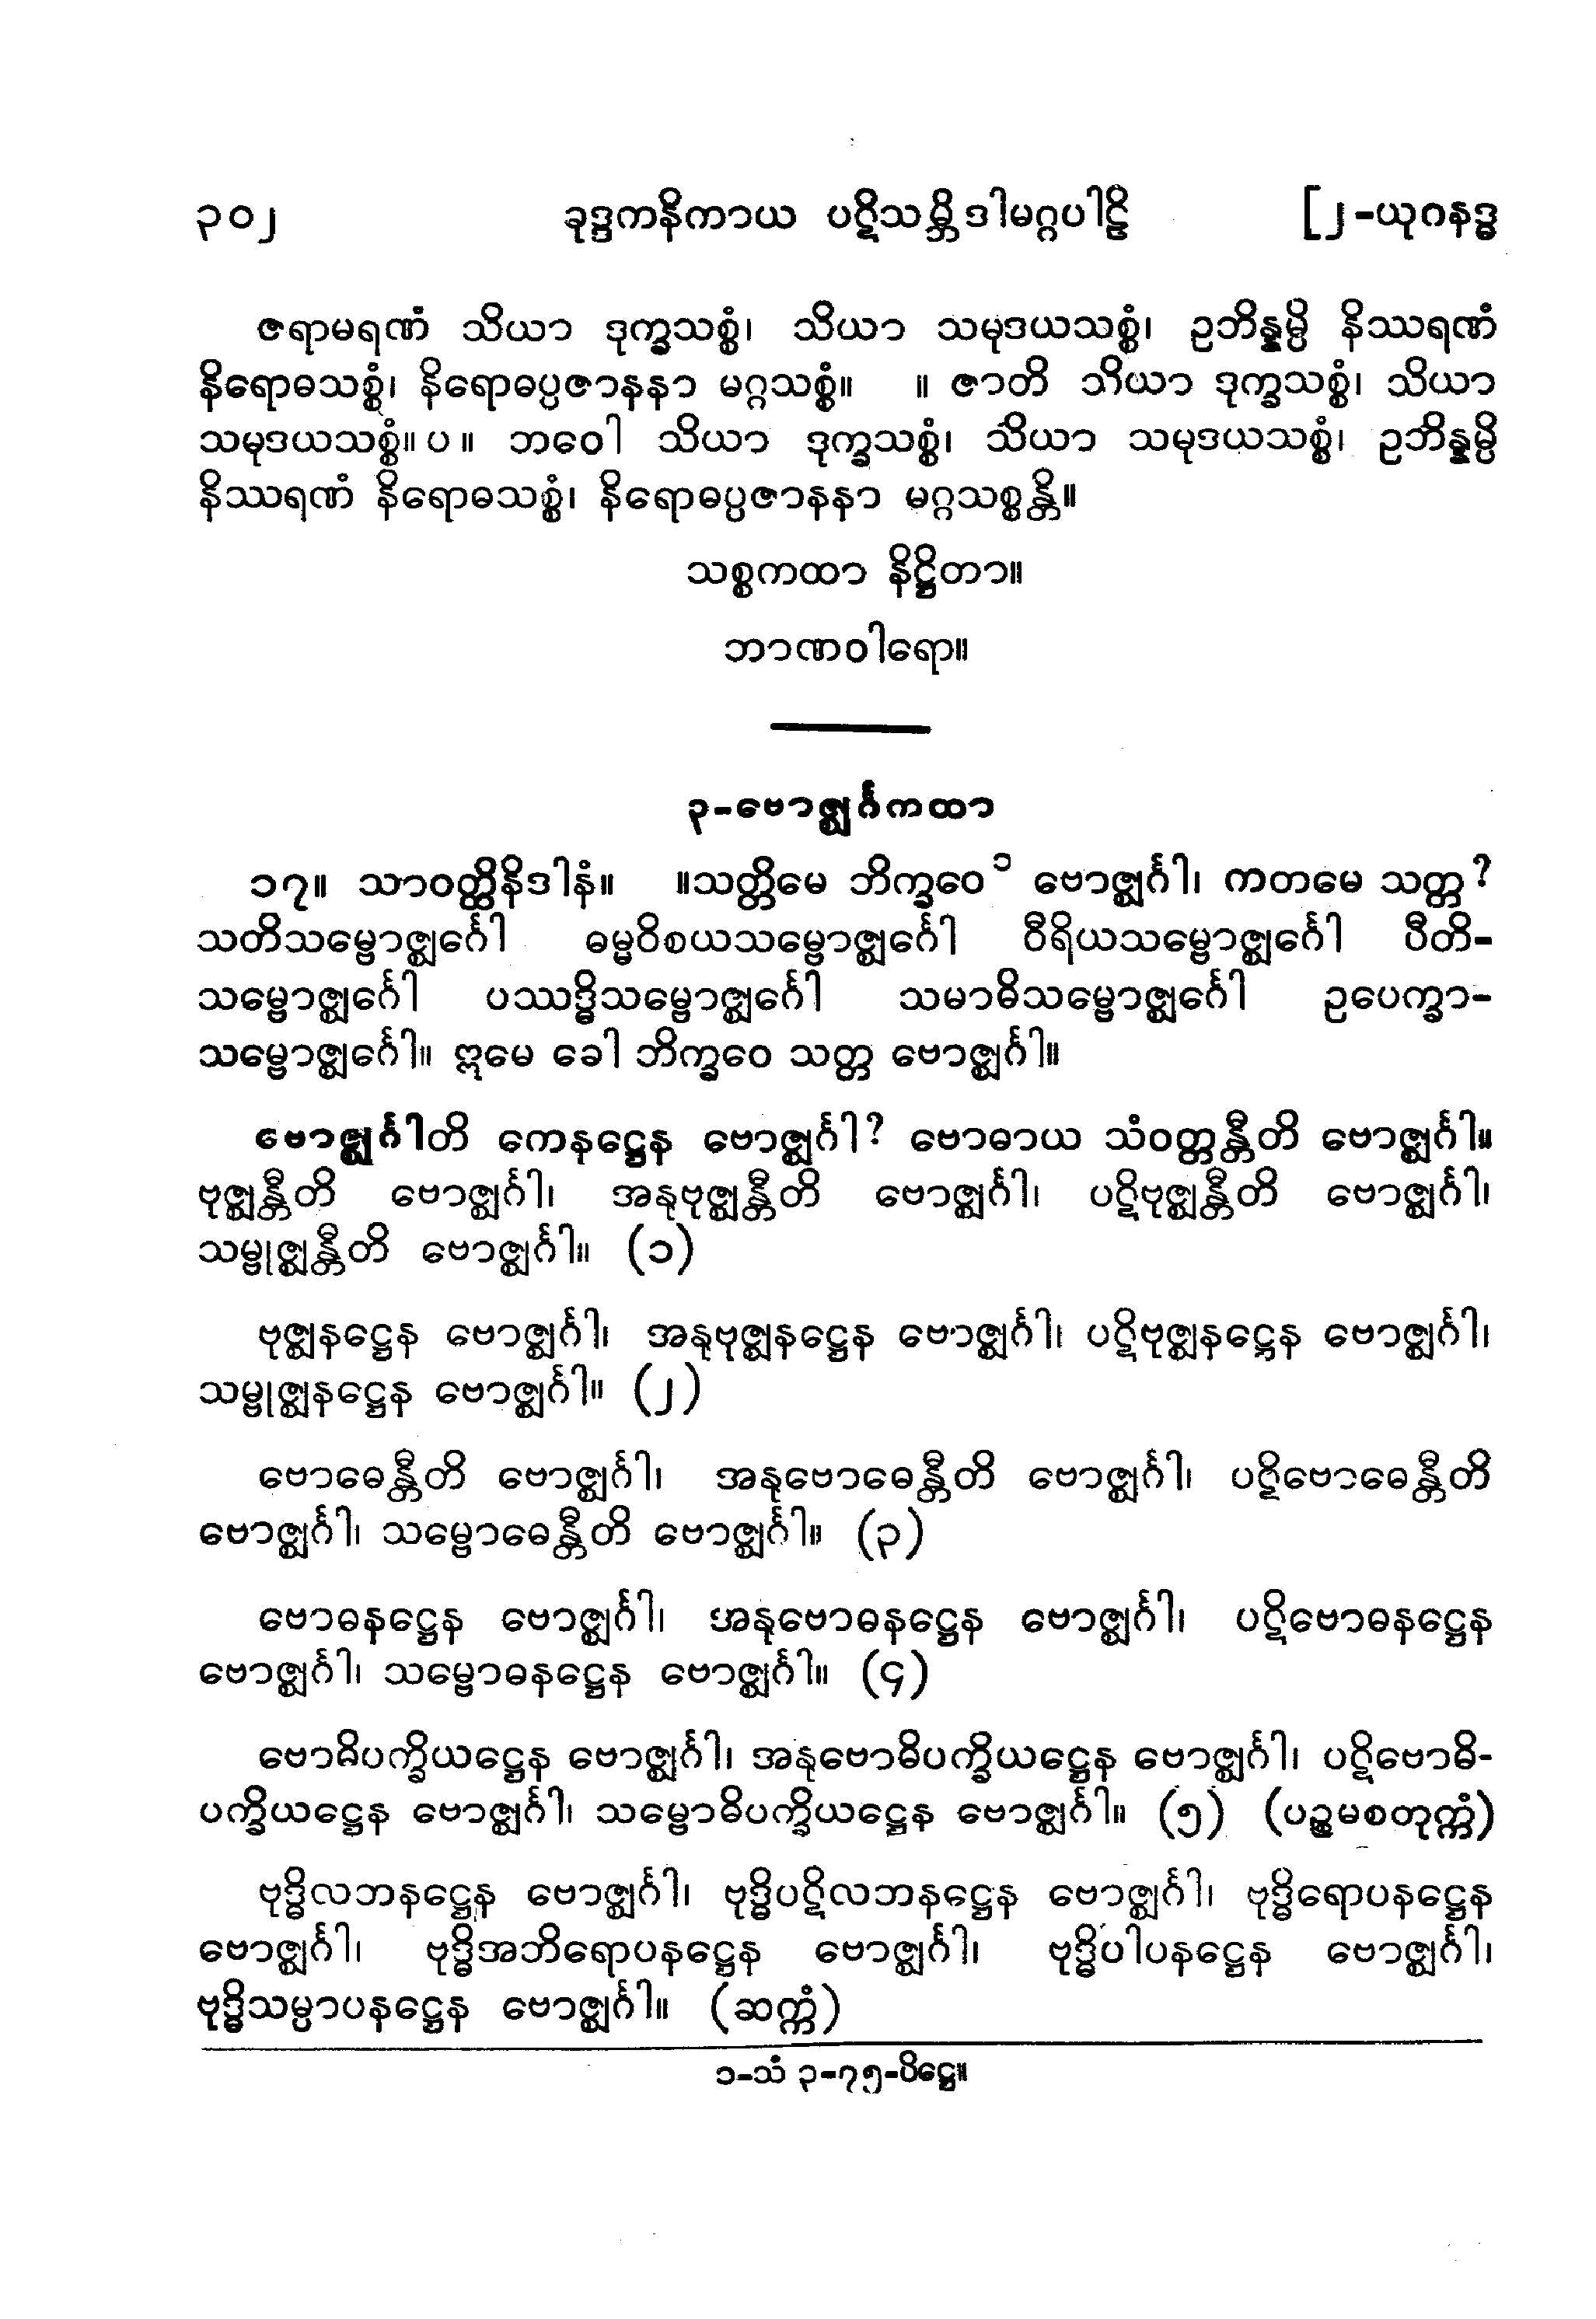 ၃၀၂ ခုဒ္ဒကနိကာယ ပဋိသမ္ဘိဒါမဂ္ဂပါဠိ [၂-ယုဂနဒ္ဓ
ဇရာမရဏံ သိယာ ဒုက္ခသစ္စံ၊ သိယာ သမုဒယသစ္စံ၊ ဥဘိန္နမ္ပိ နိဿရဏံ
နိရောဓသစ္စံ၊ နိရောဓပ္ပဇာနနာ မဂ္ဂသစ္စံ။ ။ ဇာတိ သိယာ ဒုက္ခသစ္စံ၊ သိယာ
သမုဒယသစ္စံ။ ပ ။ ဘဝေါ သိယာ ဒုက္ခသစ္စံ၊ သိယာ သမုဒယသစ္စံ၊ ဥဘိန္နမ္ပိ
နိဿရဏံ နိရောဓသစ္စံ၊ နိရောဓပ္ပဇာနနာ မဂ္ဂသစ္စန္တိ။
သစ္စကထာ နိဋ္ဌိတာ။
ဘာဏဝါရော။
၃-ဗောဇ္ဈင်္ဂကထာ
၁၇။ သာဝတ္ထိနိဒါနံ။ ။သတ္တိမေ ဘိက္ခဝေ ၁ ဗောဇ္ဈင်္ဂါ၊ ကတမေ သတ္တ?
သတိသမ္ဗောဇ္ဈင်္ဂေါ ဓမ္မဝိစယသမ္ဗောဇ္ဈင်္ဂေါ ဝီရိယသမ္ဗောဇ္ဈင်္ဂေါ ပီတိ-
သမ္ဗောဇ္ဈင်္ဂေါ ပဿဒ္ဓိသမ္ဗောဇ္ဈင်္ဂေါ သမာဓိသမ္ဗောဇ္ဈင်္ဂေါ ဥပေက္ခာ-
သမ္ဗောဇ္ဈင်္ဂေါ။ ဣမေ ခေါ ဘိက္ခဝေ သတ္တ ဗောဇ္ဈင်္ဂါ။
ဗောဇ္ဈင်္ဂါတိ ကေနဋ္ဌေန ဗောဇ္ဈင်္ဂါ? ဗောဓာယ သံဝတ္တန္တီတိ ဗောဇ္ဈင်္ဂါ။
ဗုဇ္ဈန္တီတိ ဗောဇ္ဈင်္ဂါ၊ အနုဗုဇ္ဈန္တီတိ ဗောဇ္ဈင်္ဂါ၊ ပဋိဗုဇ္ဈန္တီတိ ဗောဇ္ဈင်္ဂါ၊
သမ္ဗုဇ္ဈန္တီတိ ဗောဇ္ဈင်္ဂါ။ (၁)
ဗုဇ္ဈနဋ္ဌေန ဗောဇ္ဈင်္ဂါ၊ အနုဗုဇ္ဈနဋ္ဌေန ဗောဇ္ဈင်္ဂါ၊ ပဋိဗုဇ္ဈနဋ္ဌေန ဗောဇ္ဈင်္ဂါ၊
သမ္ဗုဇ္ဈနဋ္ဌေန ဗောဇ္ဈင်္ဂါ။ (၂)
ဗောဓေန္တီတိ ဗောဇ္ဈင်္ဂါ၊ အနုဗောဓေန္တီတိ ဗောဇ္ဈင်္ဂါ၊ ပဋိဗောဓေန္တီတိ
ဗောဇ္ဈင်္ဂါ၊ သမ္ဗောဓေန္တီတိ ဗောဇ္ဈင်္ဂါ။ (၃)
ဗောဓနဋ္ဌေန ဗောဇ္ဈင်္ဂါ၊ အနုဗောဓနဋ္ဌေန ဗောဇ္ဈင်္ဂါ၊ ပဋိဗောဓနဋ္ဌေန
ဗောဇ္ဈင်္ဂါ၊ သမ္ဗောဓနဋ္ဌေန ဗောဇ္ဈင်္ဂါ။ (၄)
ဗောဓိပက္ခိယဋ္ဌေန ဗောဇ္ဈင်္ဂါ၊ အနုဗောဓိပက္ခိယဋ္ဌေန ဗောဇ္ဈင်္ဂါ၊ ပဋိဗောဓိ-
ပက္ခိယဋ္ဌေန ဗောဇ္ဈင်္ဂါ၊ သမ္ဗောဓိပက္ခိယဋ္ဌေန ဗောဇ္ဈင်္ဂါ။ (၅) (ပဉ္စမစတုက္ကံ)
ဗုဒ္ဓိလဘနဋ္ဌေန ဗောဇ္ဈင်္ဂါ၊ ဗုဒ္ဓိပဋိလဘနဋ္ဌေန ဗောဇ္ဈင်္ဂါ၊ ဗုဒ္ဓိရောပနဋ္ဌေန
ဗောဇ္ဈင်္ဂါ၊ ဗုဒ္ဓိအဘိရောပနဋ္ဌေန ဗောဇ္ဈင်္ဂါ၊ ဗုဒ္ဓိပါပနဋ္ဌေန ဗောဇ္ဈင်္ဂါ၊
ဗုဒ္ဓိသမ္ပာပနဋ္ဌေန ဗောဇ္ဈင်္ဂါ။ (ဆက္ကံ)
၁-သံ ၃-၇၅-ပိဋ္ဌေ။